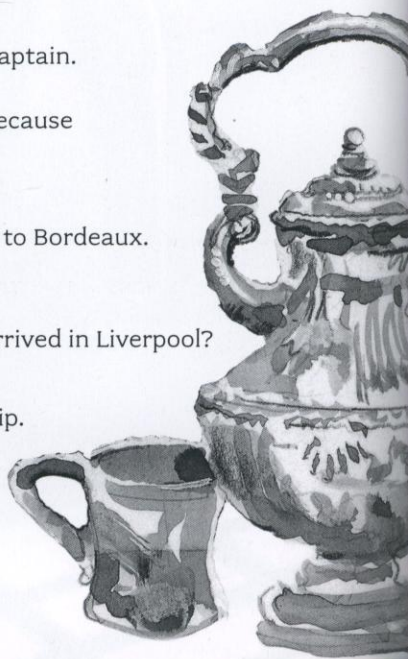 aptain.
ecause
to Bordeaux.
rrived in Liverpool?
ip.